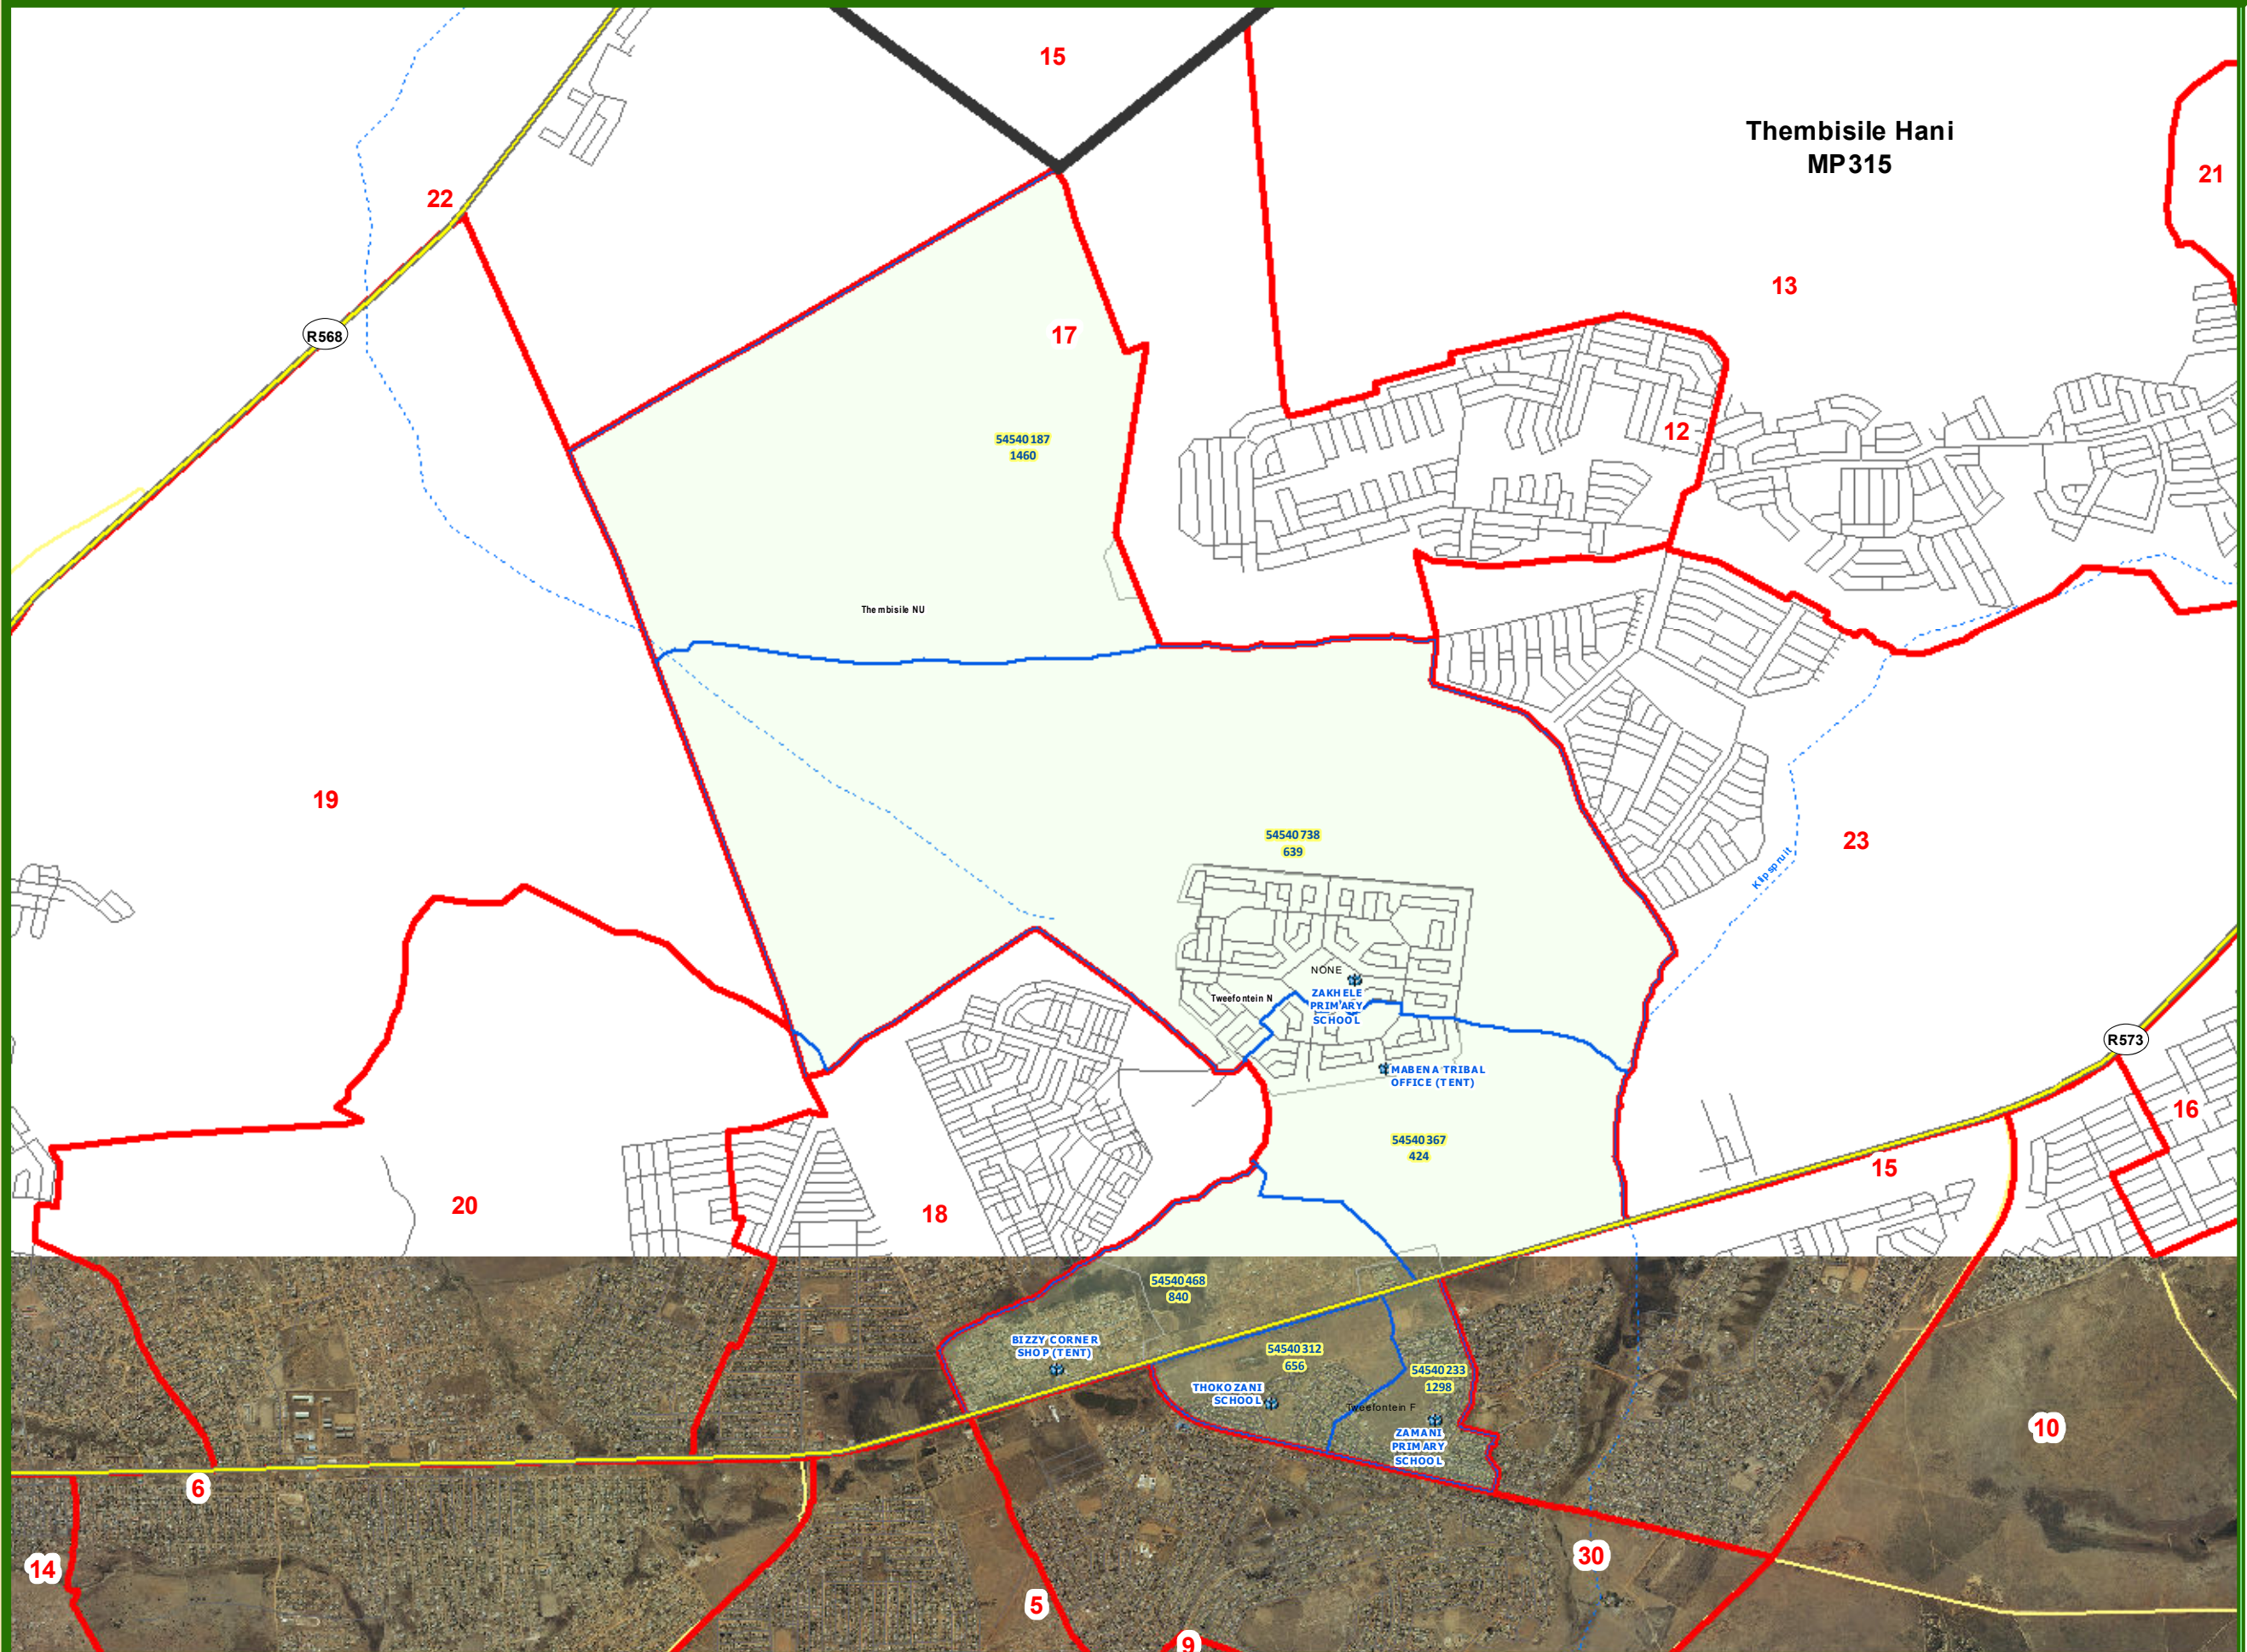 15
Thembisile Hani
MP315
21
22
13
R568
17
12
54540187
1460
Thembisile NU
19
54540738
639
23
Klipspruit
NONE
ZAKHELE
PRIMARY
SCHOOL
Tweefontein N
R573
MABENA TRIBAL
OFFICE (TENT)
16
54540367
424
15
20
18
54540468
840
BIZZY CORNER
SHOP (TENT)
54540312
656
54540233
1298
THOKOZANI
SCHOOL
Tweefontein F
ZAMANI
PRIMARY
SCHOOL
10
6
14
30
5
9